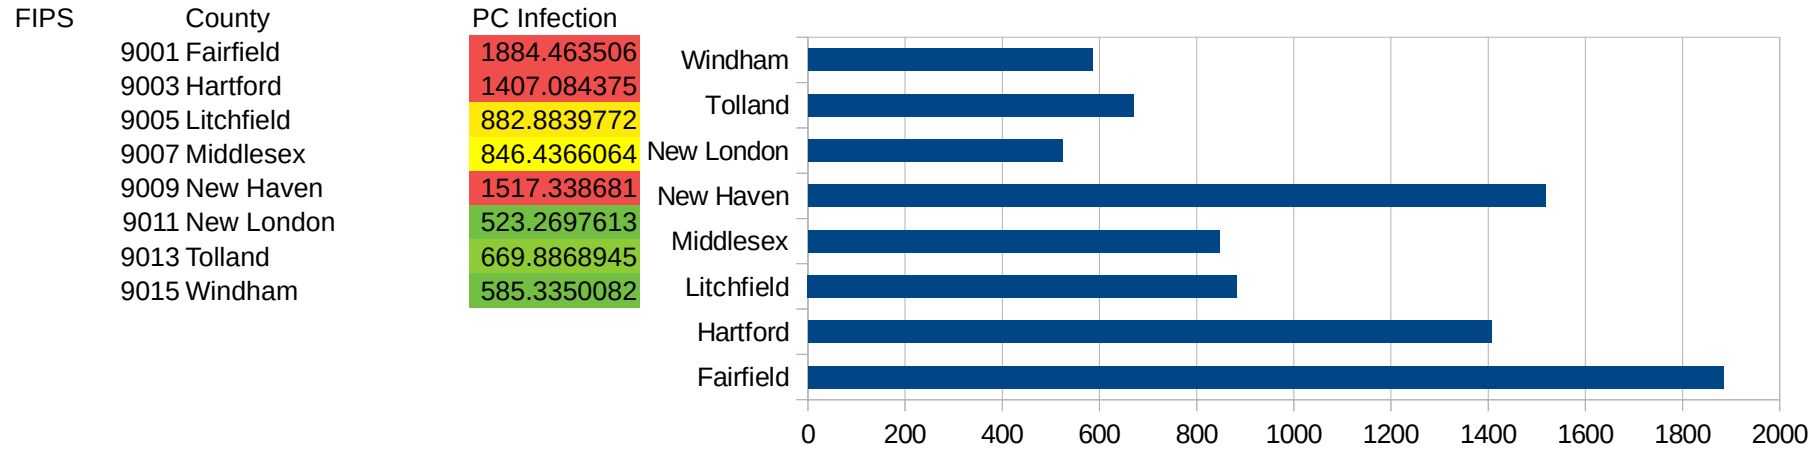 FIPS County PC Infection
9001 Fairfield 1884.463506
9003 Hartford 1407.084375
9005 Litchfield 882.8839772
9007 Middlesex 846.4366064
9009 New Haven 1517.338681
9011 New London 523.2697613
9013 Tolland 669.8868945
9015 Windham 585.3350082
Windham
Tolland
New London
New Haven
Middlesex
Litchfield
Hartford
Fairfield
0 200 400 600 800 1000 1200 1400 1600 1800 2000